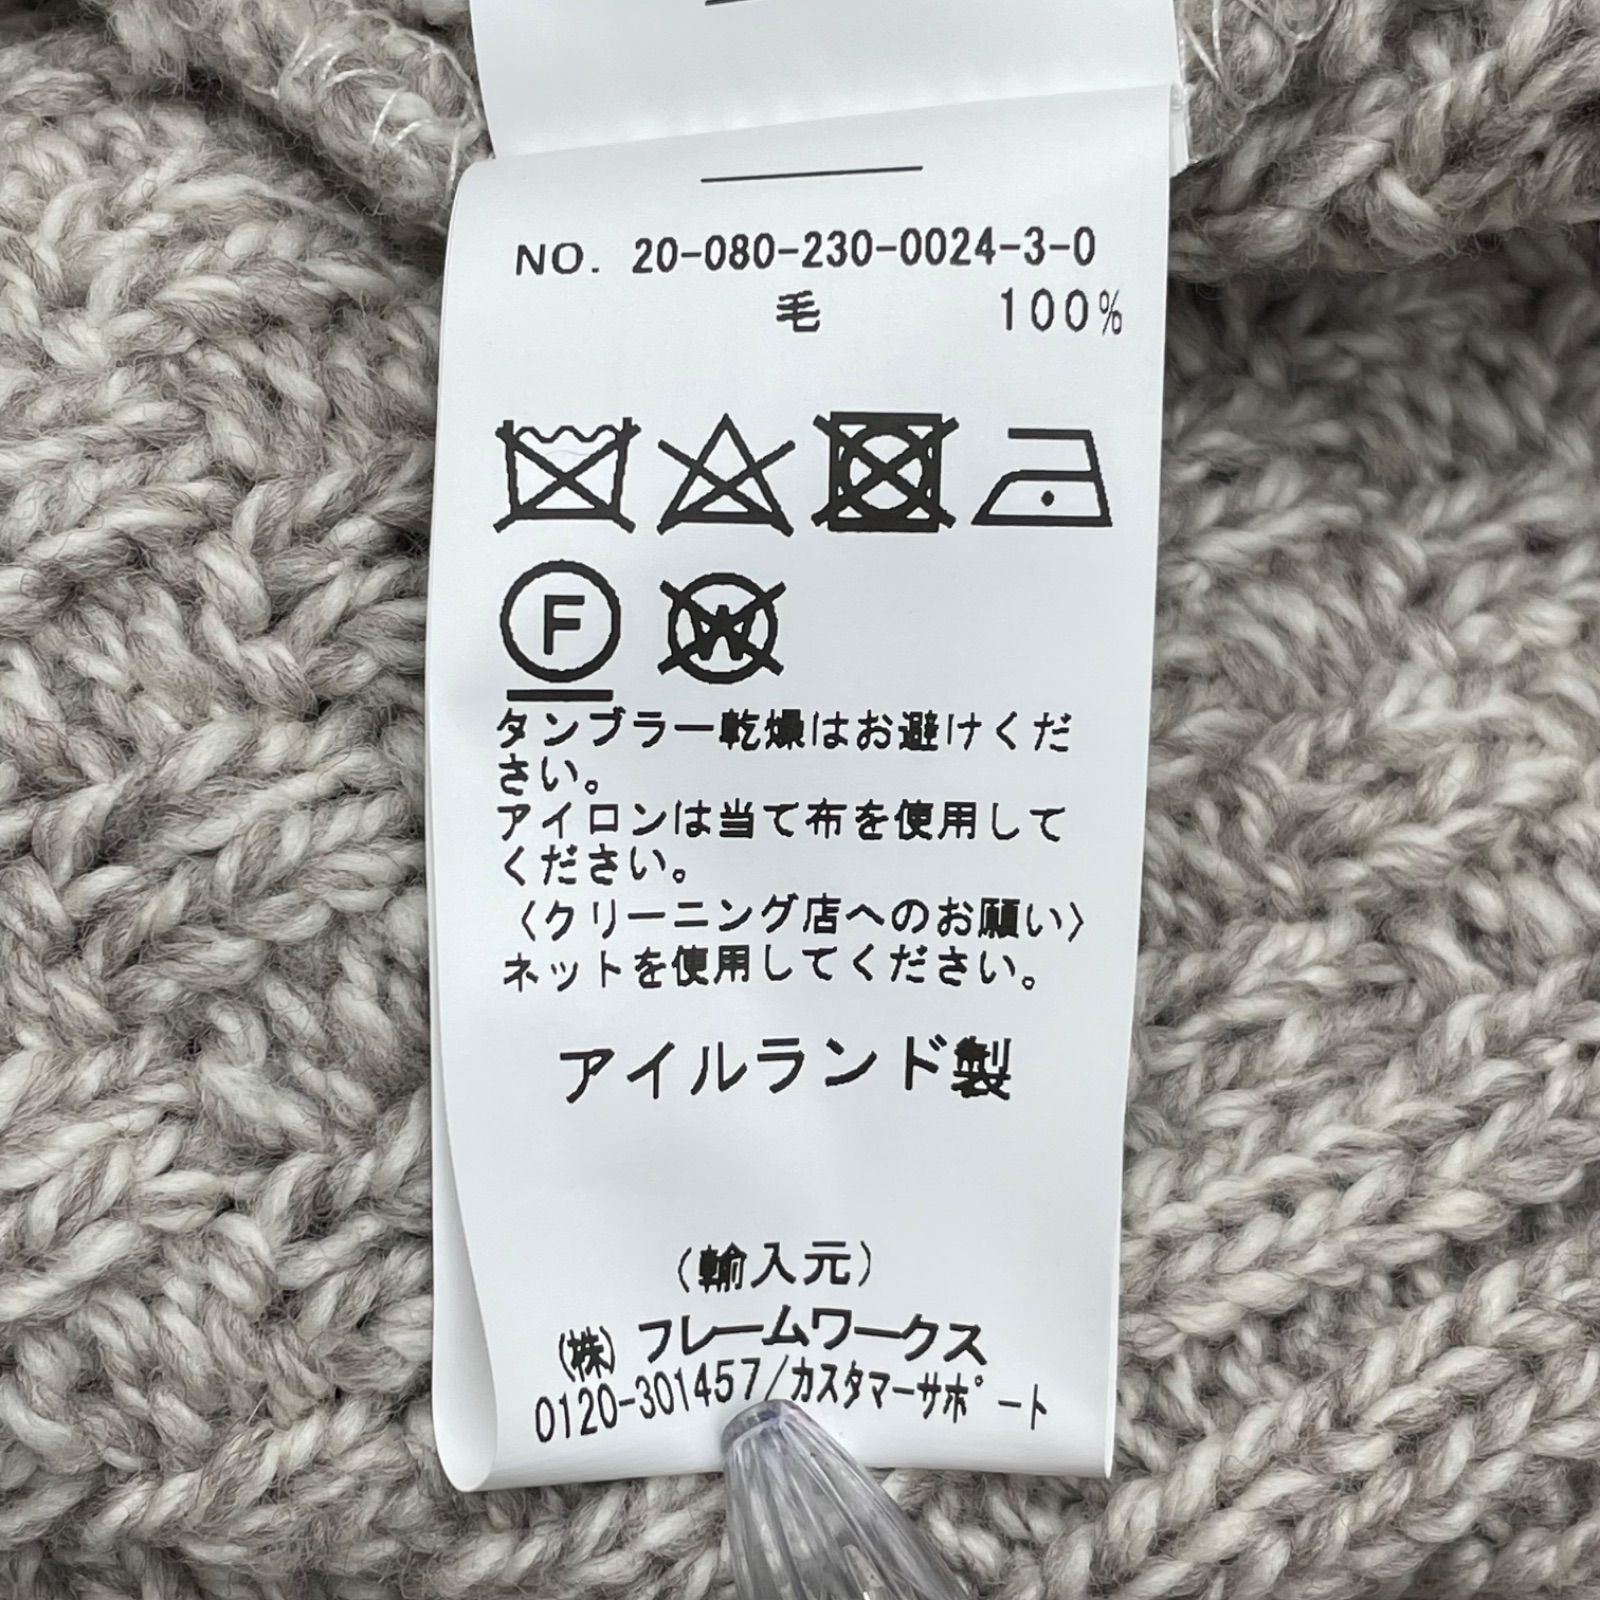 NO. 20-080-230-0024-3-0
毛 100%
F W
タンブラー乾燥はお避けくだ
さい。
アイロンは当て布を使用して
ください。
〈クリーニング店へのお願い〉
ネットを使用してください。
アイルランド製
(輸入元)
(株)フレームワークス
0120-301457/カスタマーサポート